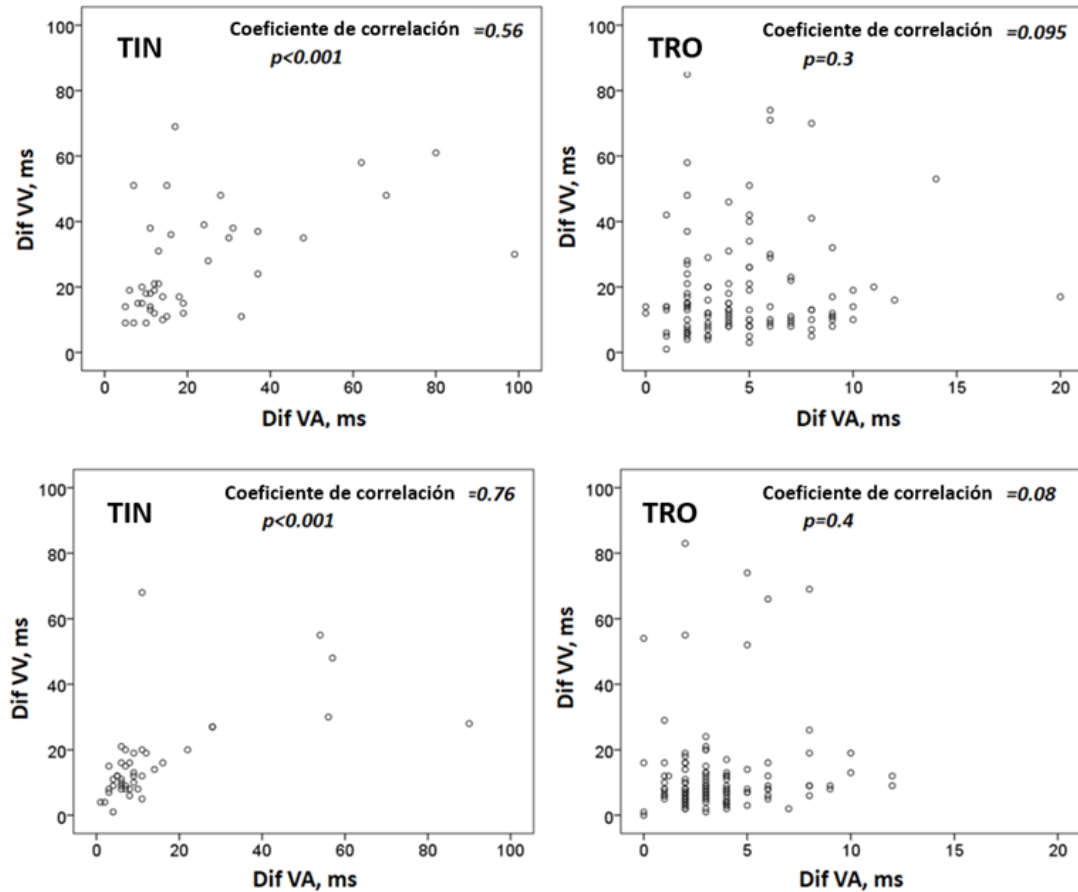 TIN
Coeficiente de correlación =0.56
p<0.001
100
80
60
40
20
0
Dif VV, ms
0 20 40 60 80 100
Dif VA, ms
TRO
Coeficiente de correlación =0.095
p=0.3
100
80
60
40
20
0
Dif VV, ms
0 5 10 15 20
Dif VA, ms
TIN
Coeficiente de correlación =0.76
p<0.001
100
80
60
40
20
0
Dif VV, ms
0 20 40 60 80 100
Dif VA, ms
TRO
Coeficiente de correlación =0.08
p=0.4
100
80
60
40
20
0
Dif VV, ms
0 5 10 15 20
Dif VA, ms